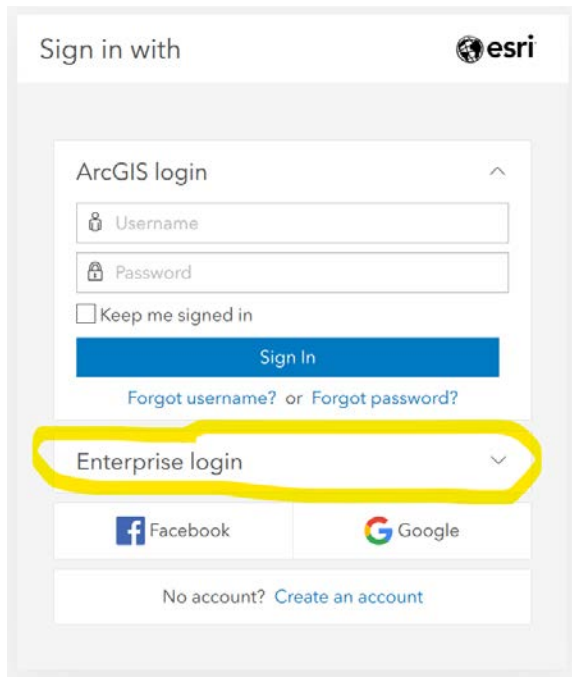 Sign in with
esri
ArcGIS login
Username
Password
Keep me signed in
Sign In
Forgot username? or Forgot password?
Enterprise login
Facebook
Google
No account? Create an account